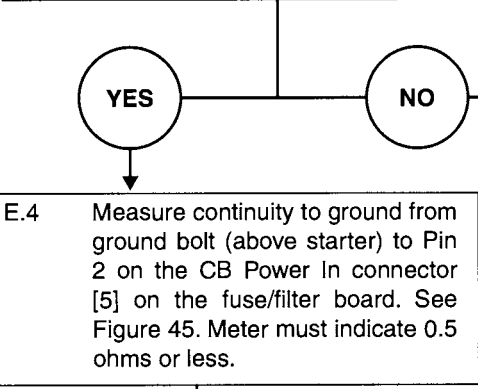 YES
NO
E.4 Measure continuity to ground from
ground bolt (above starter) to Pin
2 on the CB Power In connector
[5] on the fuse/filter board. See
Figure 45. Meter must indicate 0.5
ohms or less.